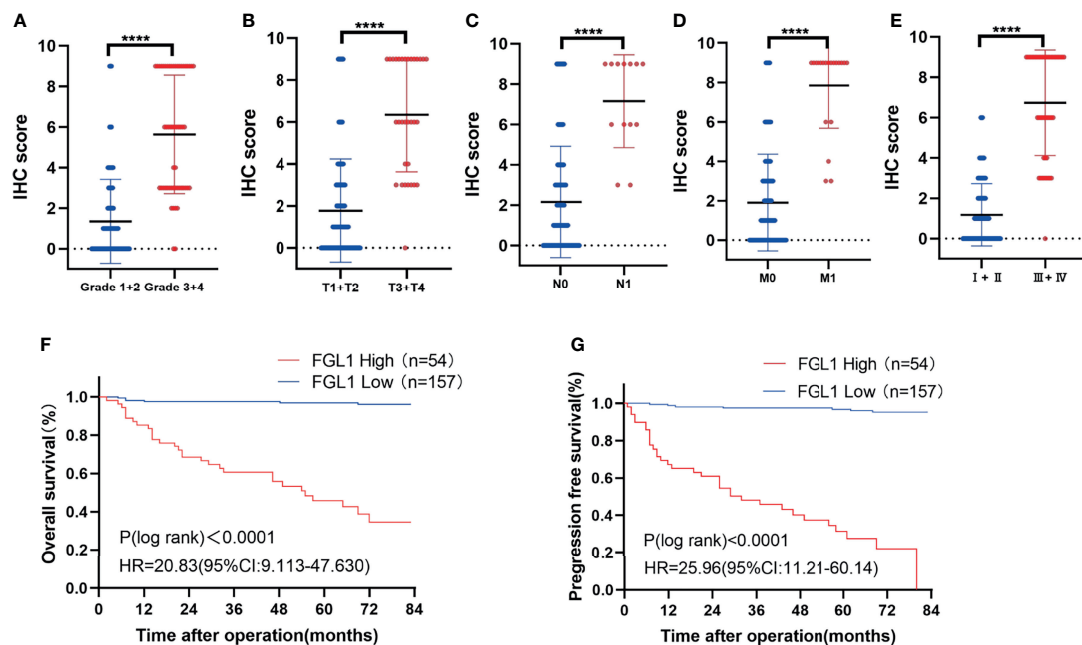 A
****
IHC score
10
8
6
4
2
0
Grade 1+2 Grade 3+4
B
****
IHC score
10
8
6
4
2
0
T1+T2 T3+T4
C
****
IHC score
10
8
6
4
2
0
N0 N1
D
****
IHC score
10
8
6
4
2
0
M0 M1
E
****
IHC score
10
8
6
4
2
0
Ⅰ + Ⅱ Ⅲ + Ⅳ
F
FGL1 High（n=54）
FGL1 Low（n=157）
Overall survival(%)
1.0
0.8
0.6
0.4
0.2
0.0
P(log rank)＜0.0001
HR=20.83(95%CI:9.113-47.630)
0 12 24 36 48 60 72 84
Time after operation(months)
G
FGL1 High（n=54）
FGL1 Low（n=157）
Pregression free survival(%)
1.0
0.8
0.6
0.4
0.2
0.0
P(log rank)<0.0001
HR=25.96(95%CI:11.21-60.14)
0 12 24 36 48 60 72 84
Time after operation(months)